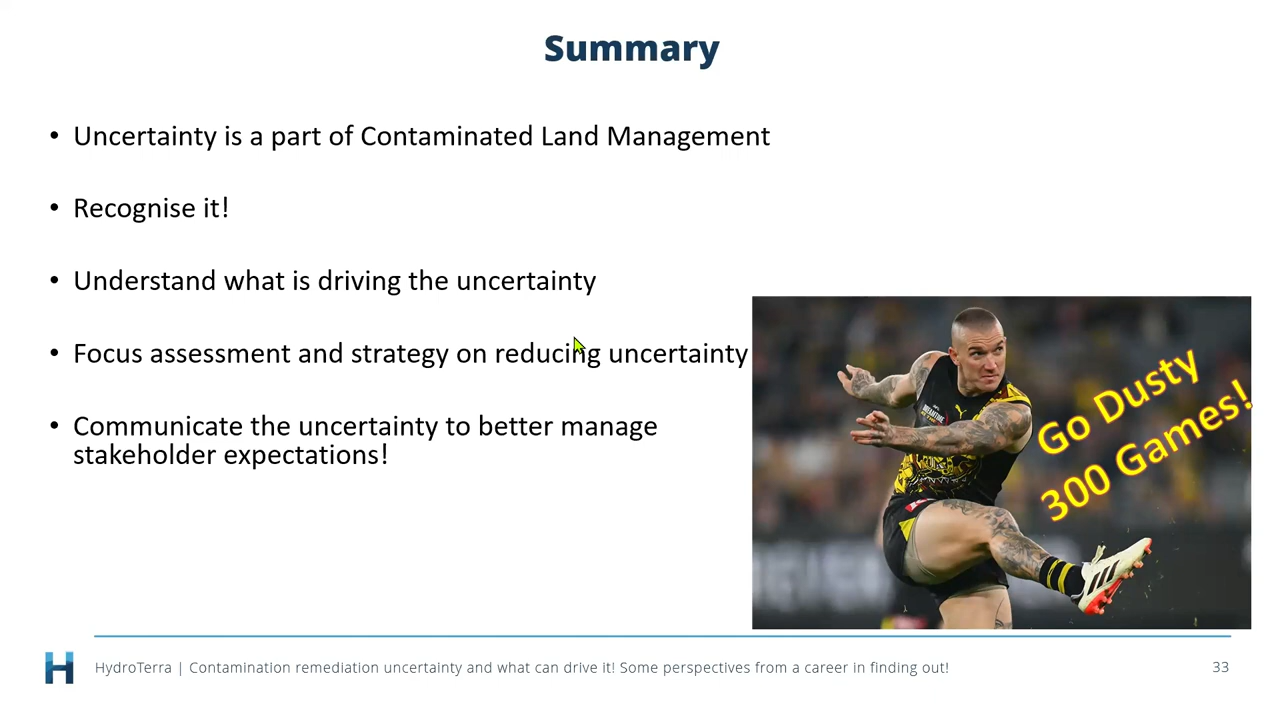 Summary
• Uncertainty is a part of Contaminated Land Management
• Recognise it!
• Understand what is driving the uncertainty
• Focus assessment and strategy on reducing uncertainty
• Communicate the uncertainty to better manage
stakeholder expectations!
Go Dusty
300 Games!
HydroTerra | Contamination remediation uncertainty and what can drive it! Some perspectives from a career in finding out!
33